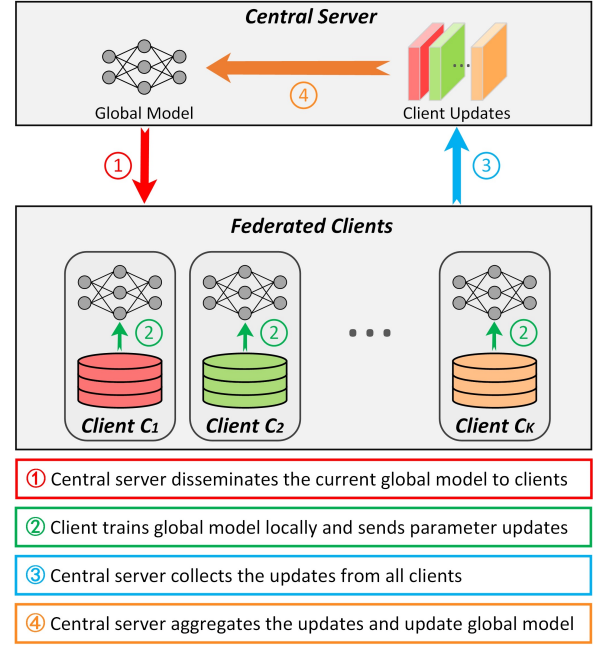 Central Server
④
Global Model
Client Updates
①
③
Federated Clients
②
②
②
Client C1
Client C2
Client CK
① Central server disseminates the current global model to clients
② Client trains global model locally and sends parameter updates
③ Central server collects the updates from all clients
④ Central server aggregates the updates and update global model